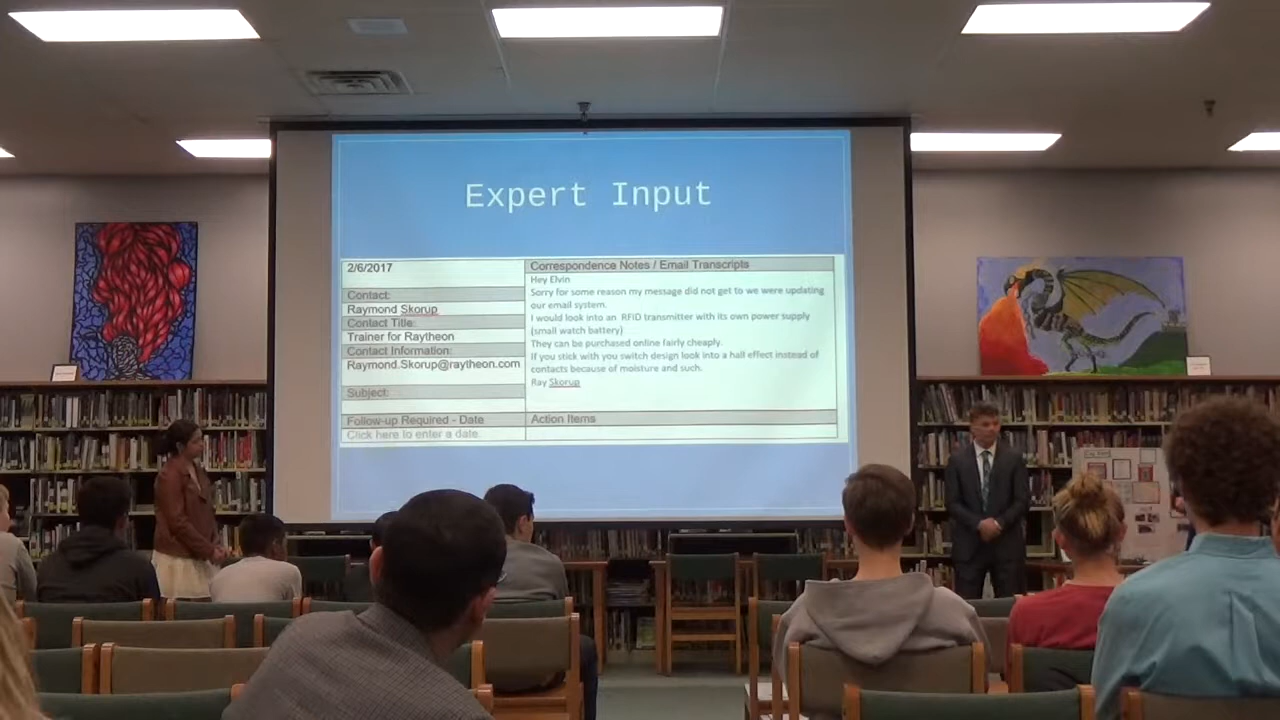 Expert Input
2/6/2017
Contact:
Raymond Skorup
Contact Title:
Trainer for Raytheon
Contact Information:
Raymond.Skorup@raytheon.com
Subject:
Follow-up Required - Date
Click here to enter a date
Correspondence Notes / Email Transcripts
Hey Elvin
Sorry for some reason my message did not get to we were updating
our email system.
I would look into an RFID transmitter with its own power supply
(small watch battery)
They can be purchased online fairly cheaply.
If you stick with you switch design look into a hall effect instead of
contacts because of moisture and such.
Ray Skorup
Action Items